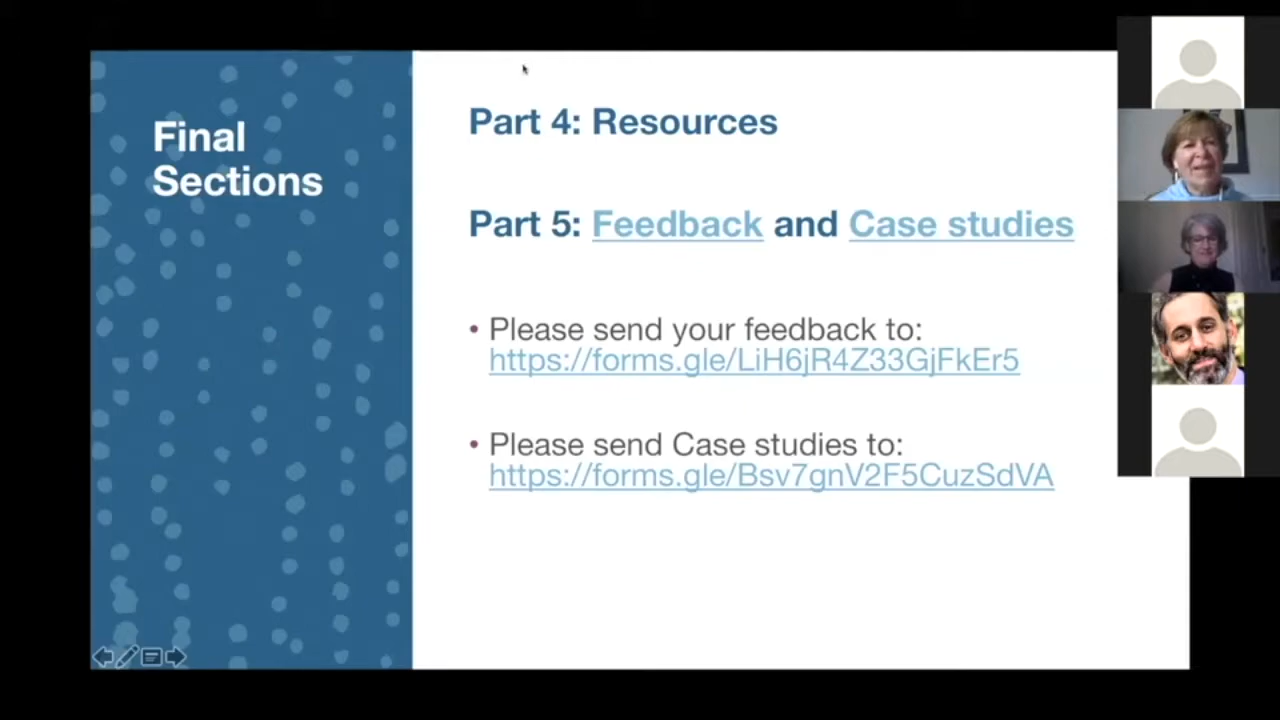 Final
Sections
Part 4: Resources
Part 5: Feedback and Case studies
• Please send your feedback to:
https://forms.gle/LiH6jR4Z33GjFkEr5
• Please send Case studies to:
https://forms.gle/Bsv7gnV2F5CuzSdVA